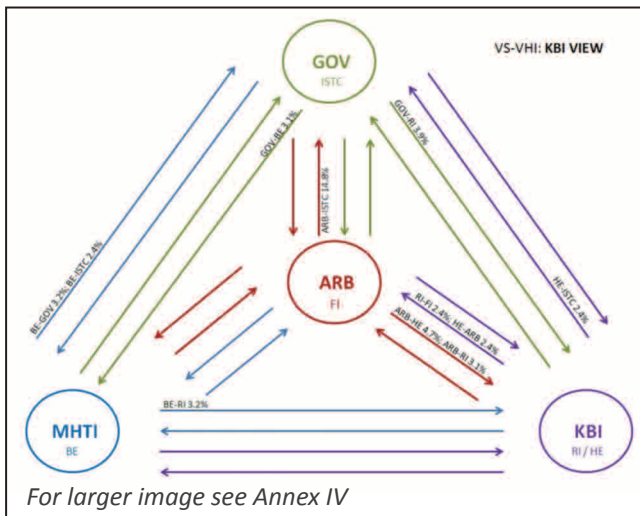 GOV
ISTC
VS-VHI: KBI VIEW
GOV-BE 3.1%
GOV-RI 3.9%
ARB-ISTC 14.8%
BE-GOV 3.2%; BE-ISTC 2.4%
HE-ISTC 2.4%
ARB
FI
RI-FI 2.4%; HE-ARB 2.4%
ARB-HE 4.7%; ARB-RI 3.1%
BE-RI 3.2%
MHTI
BE
KBI
RI / HE
For larger image see Annex IV